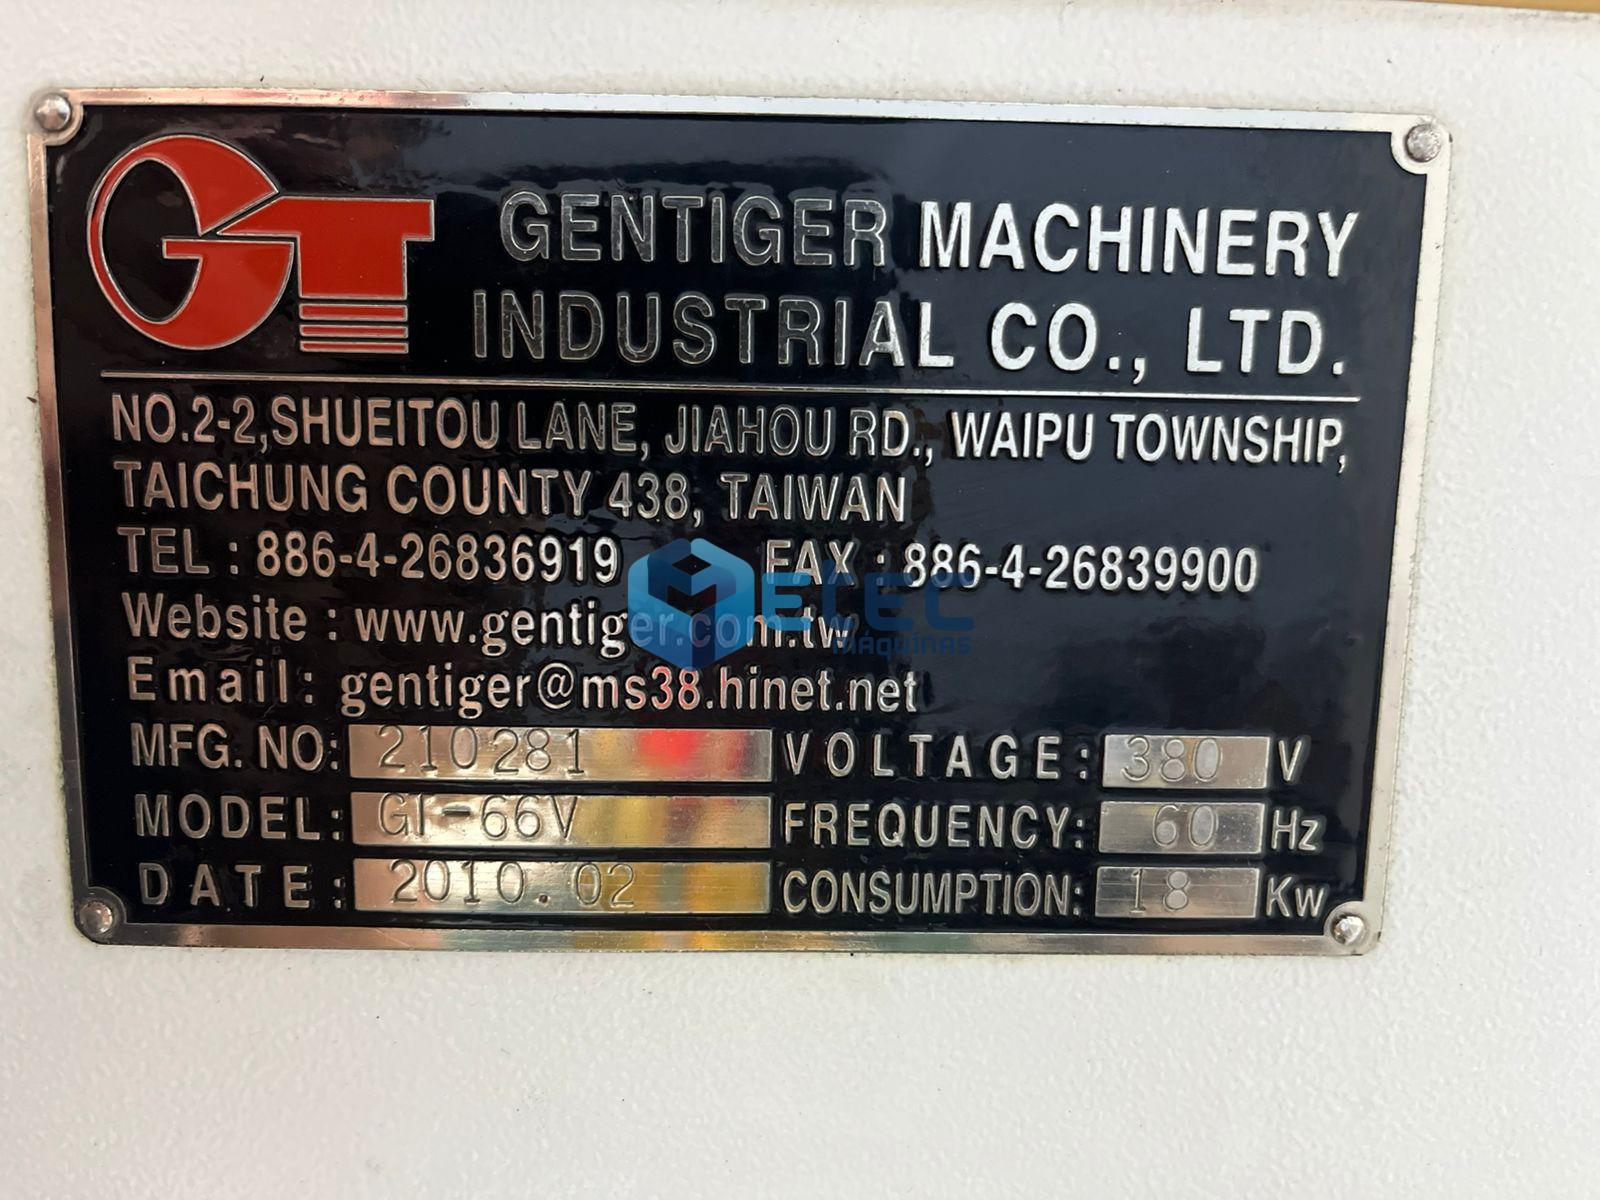 GT
GENTIGER MACHINERY
INDUSTRIAL CO., LTD.
NO.2-2,SHUEITOU LANE, JIAHOU RD., WAIPU TOWNSHIP,
TAICHUNG COUNTY 438, TAIWAN
TEL : 886-4-26836919 FAX : 886-4-26839900
Website : www.gentiger.com.tw
Email : gentiger@ms38.hinet.net
METEC
MÁQUINAS
MFG. NO: 210281 VOLTAGE: 380 V
MODEL: GT-66V FREQUENCY: 60 Hz
DATE: 2010.02 CONSUMPTION: 18 Kw